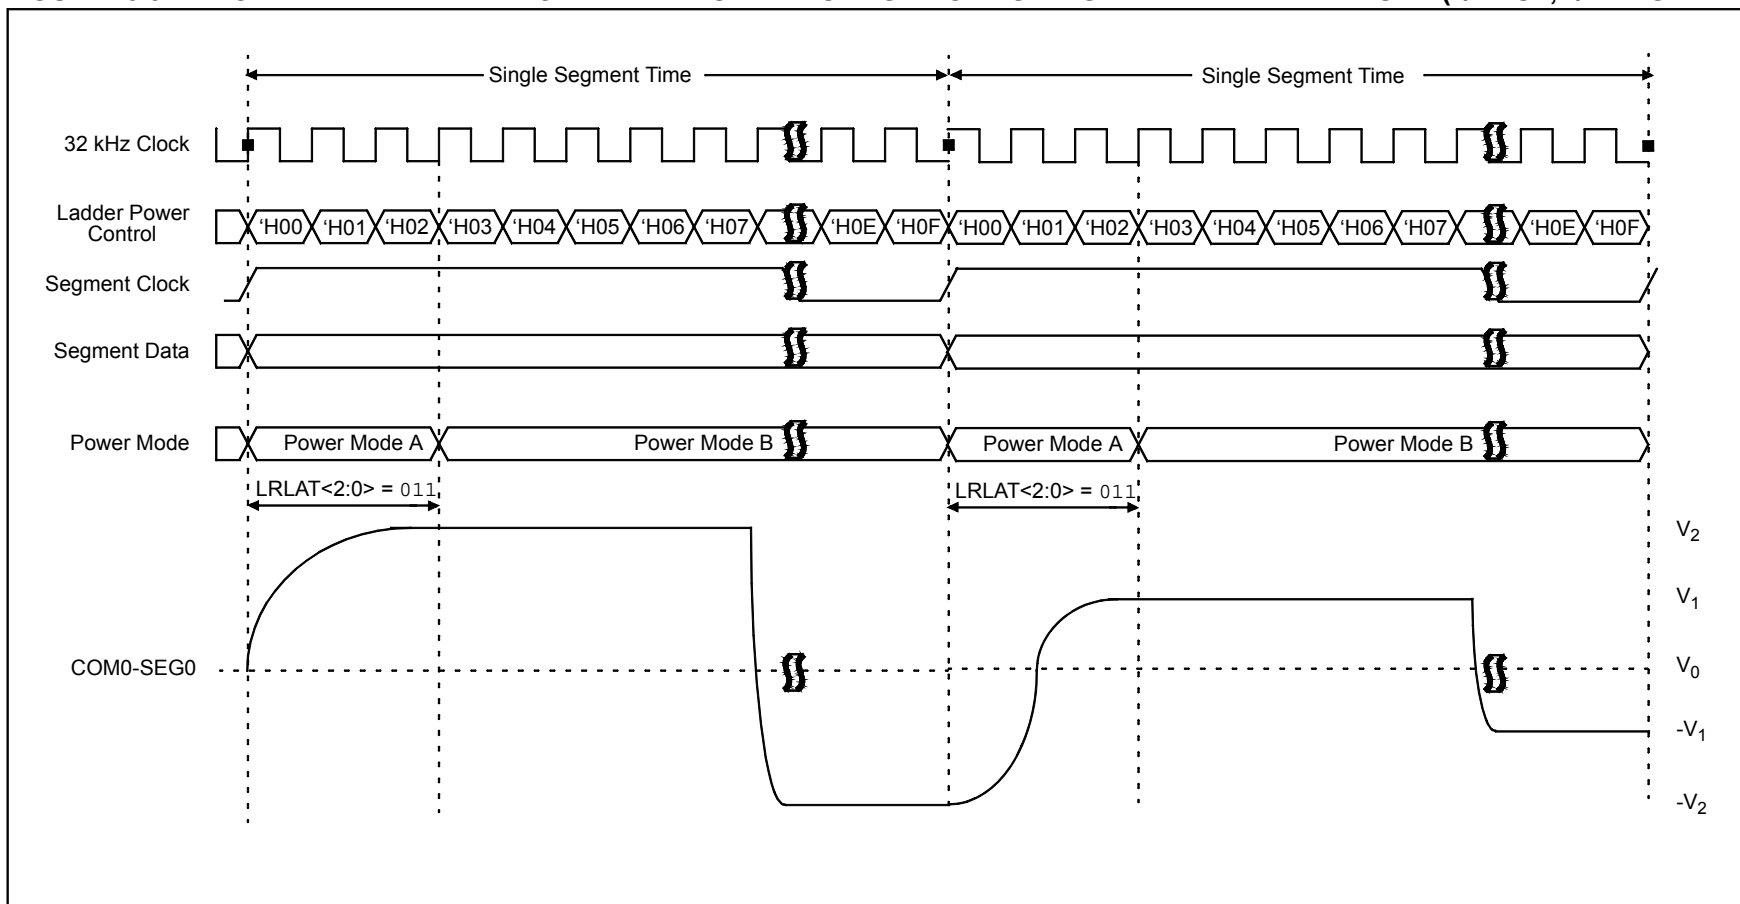 Single Segment Time Single Segment Time
32 kHz Clock
Ladder Power
Control
‘H00 ‘H01 ‘H02 ‘H03 ‘H04 ‘H05 ‘H06 ‘H07 ‘H0E ‘H0F ‘H00 ‘H01 ‘H02 ‘H03 ‘H04 ‘H05 ‘H06 ‘H07 ‘H0E ‘H0F
Segment Clock
Segment Data
Power Mode Power Mode A Power Mode B Power Mode A Power Mode B
LRLAT<2:0> = 011 LRLAT<2:0> = 011
V2
V1
COM0-SEG0 V0
-V1
-V2